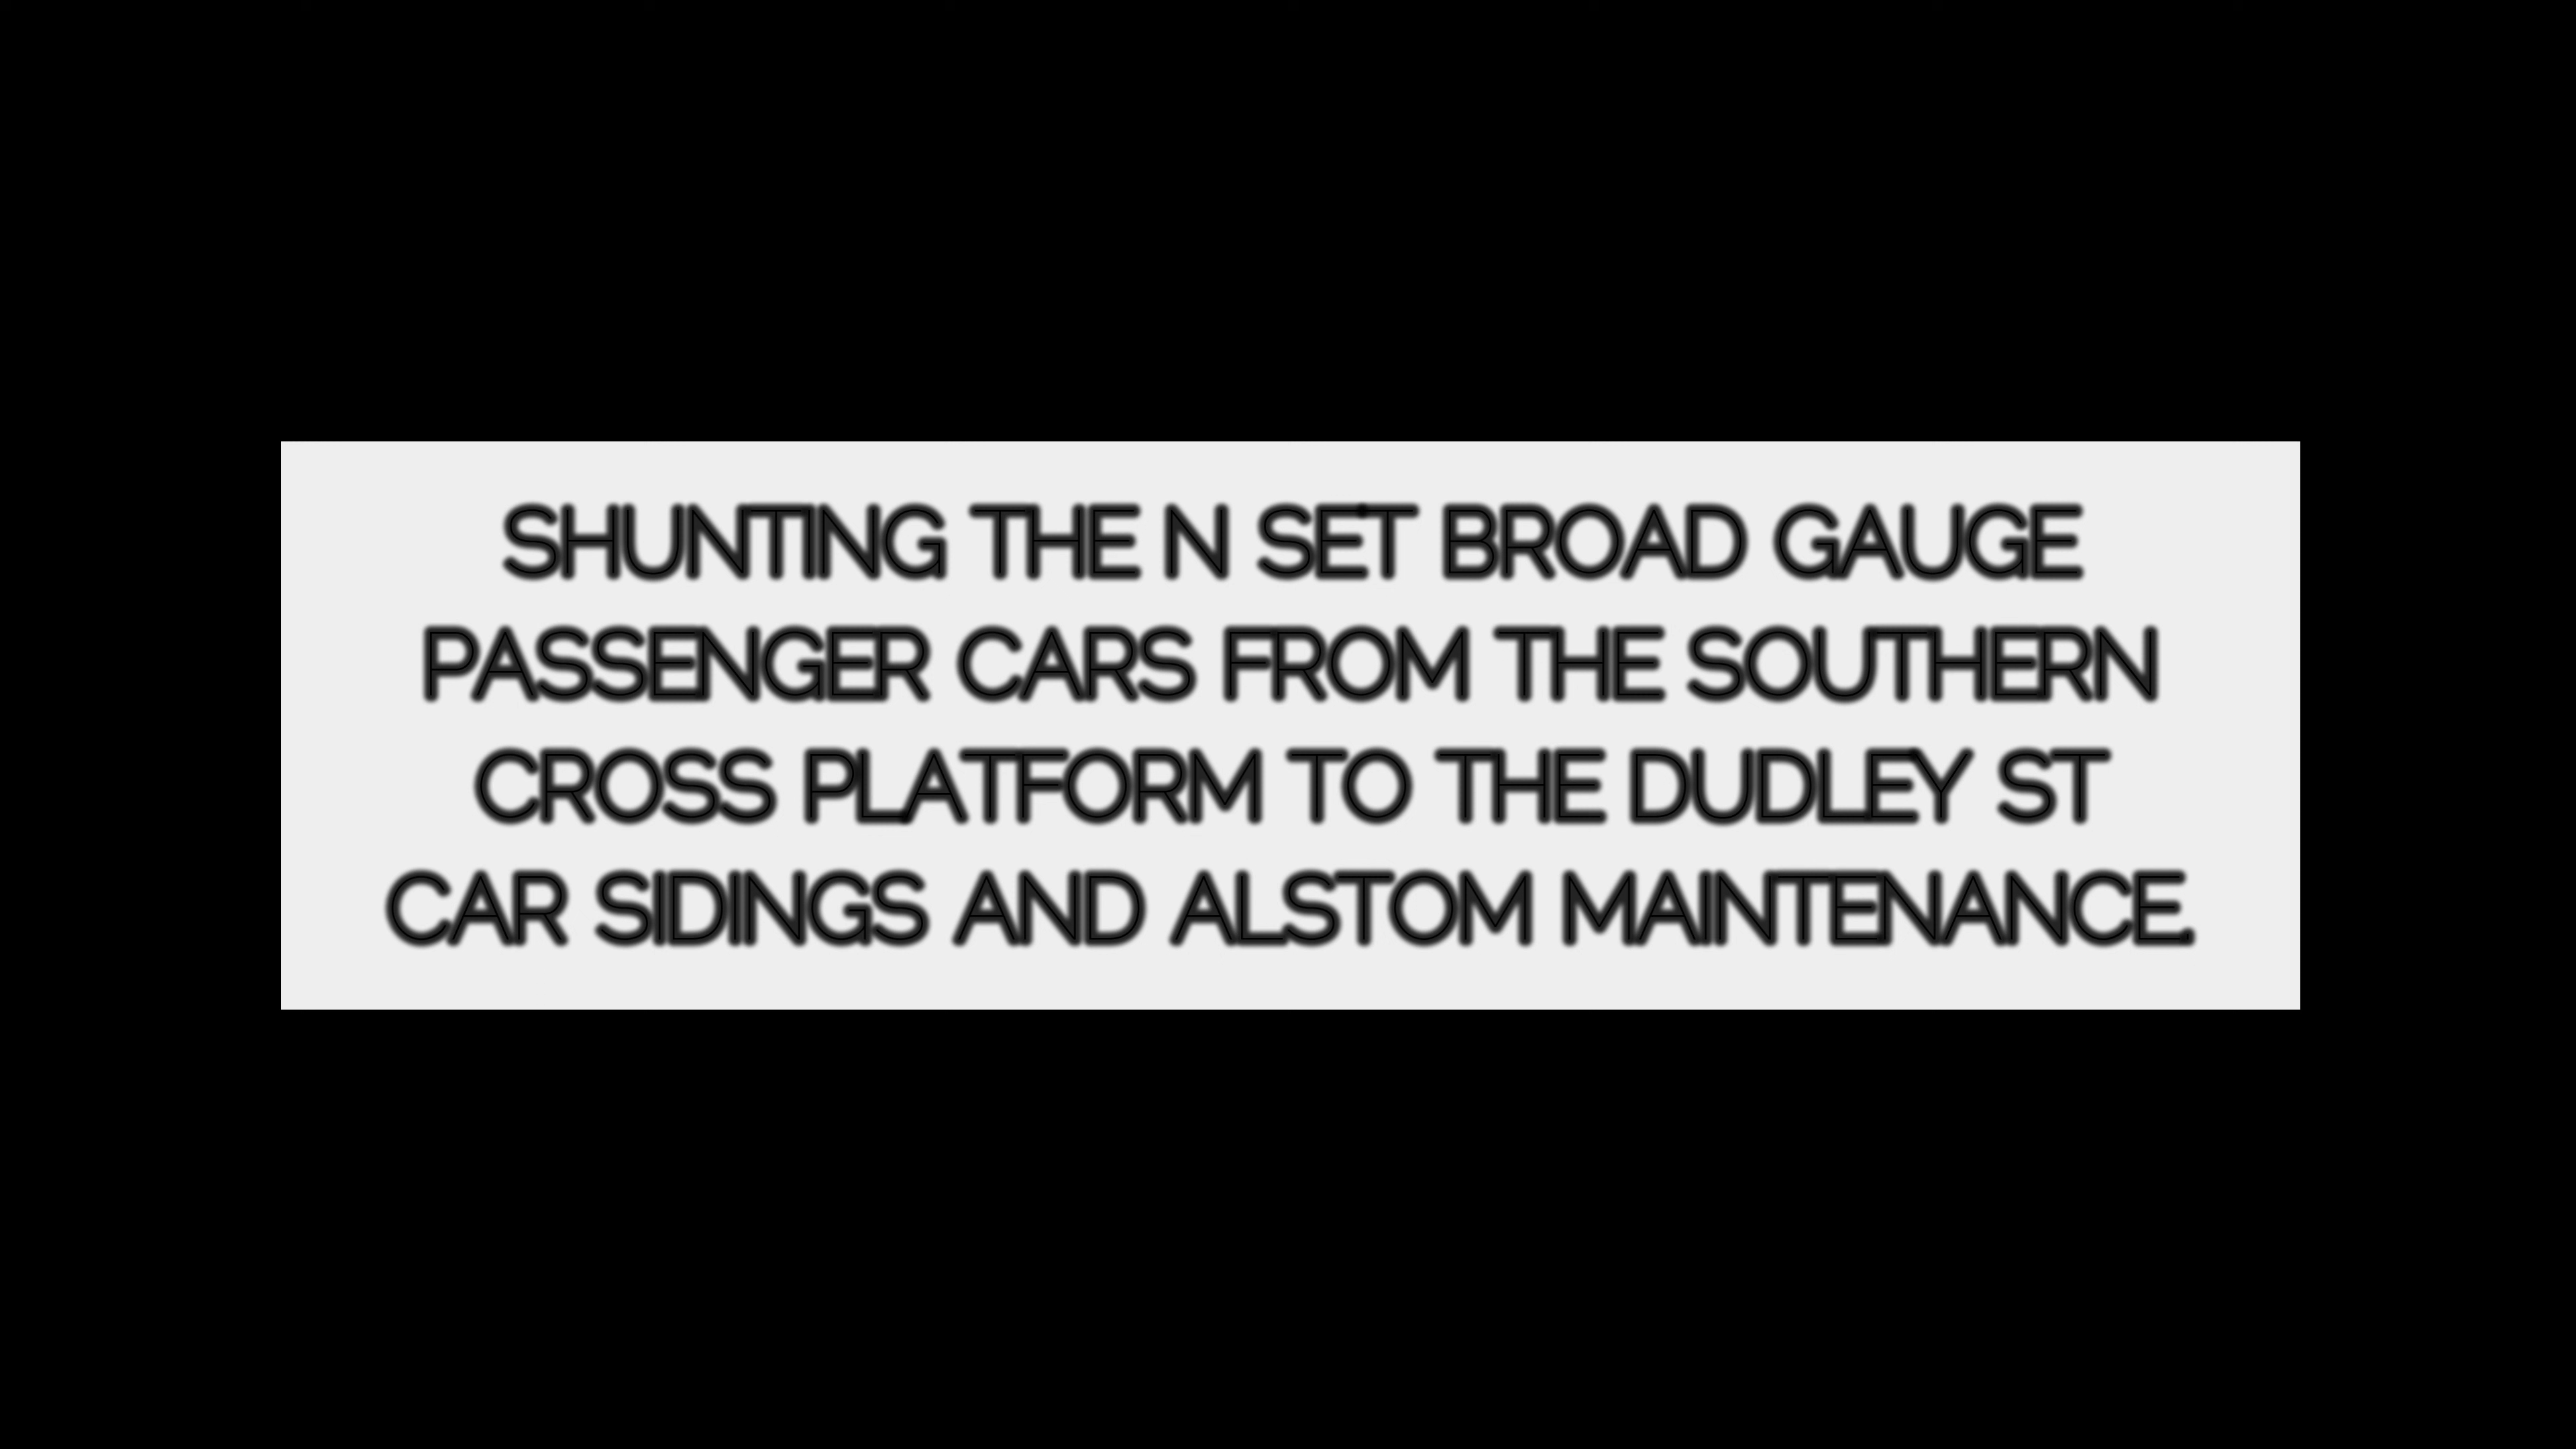 SHUNTING THE N SET BROAD GAUGE
PASSENGER CARS FROM THE SOUTHERN
CROSS PLATFORM TO THE DUDLEY ST
CAR SIDINGS AND ALSTOM MAINTENANCE.